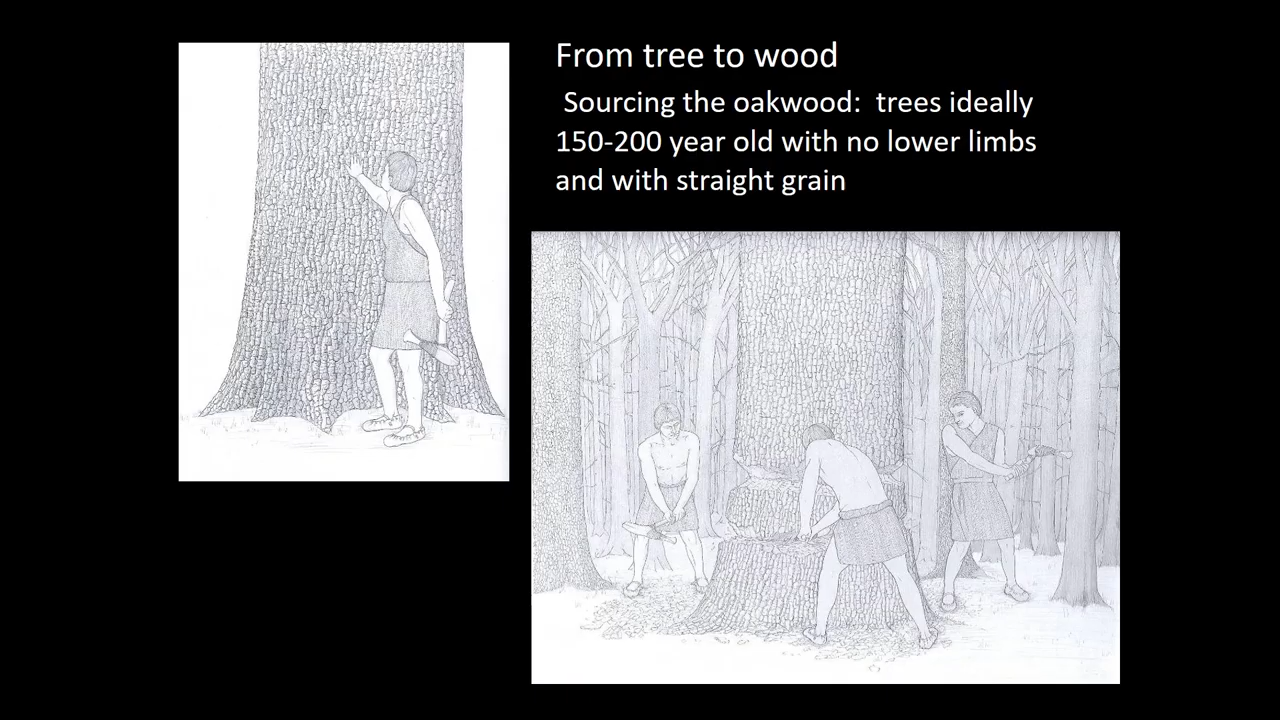 From tree to wood
Sourcing the oakwood:  trees ideally
150-200 year old with no lower limbs
and with straight grain